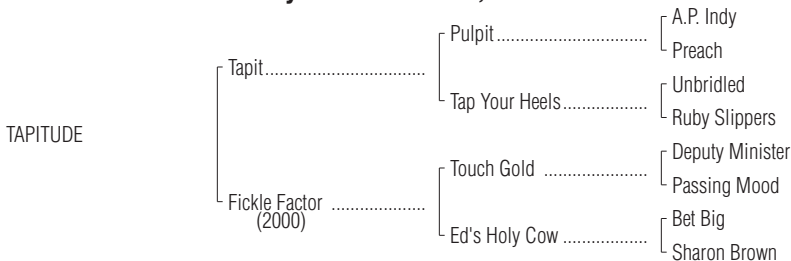 A.P. Indy
Pulpit
Preach
Tapit
Unbridled
Tap Your Heels
Ruby Slippers
TAPITUDE
Deputy Minister
Touch Gold
Passing Mood
Fickle Factor
(2000)
Bet Big
Ed's Holy Cow
Sharon Brown